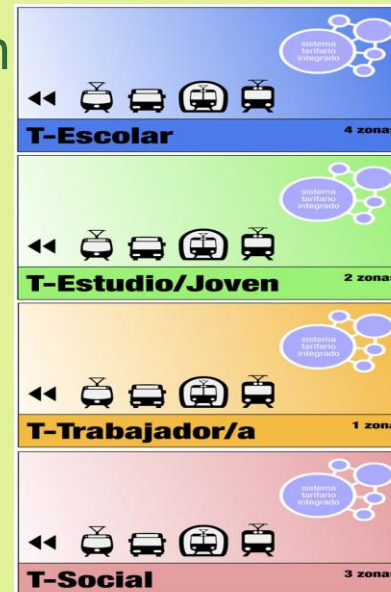 n
sistema
tarifario
integrado
T-Escolar 4 zonas
sistema
tarifario
integrado
T-Estudio/Joven 2 zonas
sistema
tarifario
integrado
T-Trabajador/a 1 zona
sistema
tarifario
integrado
T-Social 3 zonas